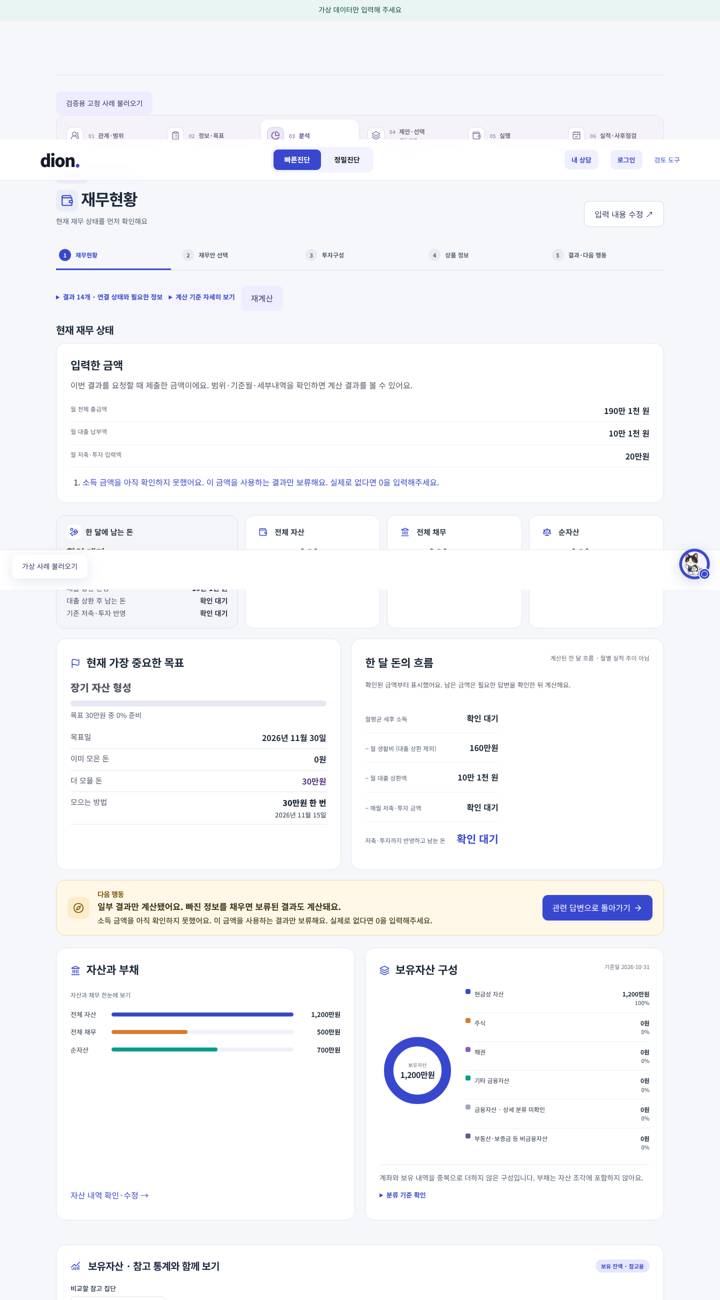 가상 데이터만 입력해 주세요
검증용 고정 사례 불러오기
01 관계·범위
02 정보·목표
03 분석
04 제안·선택
05 실행
06 실적·사후점검
dion.
빠른진단
정밀진단
내 상담
로그인
검토 도구
재무현황
현재 재무 상태를 먼저 확인해요
입력 내용 수정 ↗
1 재무현황
2 재무안 선택
3 투자구성
4 상품 정보
5 결과·다음 행동
▶ 결과 14개 · 연결 상태와 필요한 정보
▶ 계산 기준 자세히 보기
재계산
현재 재무 상태
입력한 금액
이번 결과를 요청할 때 제출한 금액이에요. 범위·기준월·세부내역을 확인하면 계산 결과를 볼 수 있어요.
월 전체 출금액 190만 1천 원
월 대출 납부액 10만 1천 원
월 저축·투자 입력액 20만원
1. 소득 금액을 아직 확인하지 못했어요. 이 금액을 사용하는 결과만 보류해요. 실제로 없다면 0을 입력해주세요.
한 달에 남는 돈
전체 자산
전체 채무
순자산
가상 사례 불러오기
대출 상환 후 남는 돈 확인 대기
기존 저축·투자 반영 확인 대기
현재 가장 중요한 목표
장기 자산 형성
목표 30만원 중 0% 준비
목표일 2026년 11월 30일
이미 모은 돈 0원
더 모을 돈 30만원
모으는 방법 30만원 한 번
2026년 11월 15일
한 달 돈의 흐름
계산된 한 달 흐름 · 월별 실적 추이 아님
확인된 금액부터 표시했어요. 남은 금액은 필요한 답변을 확인한 뒤 계산해요.
월평균 세후 소득 확인 대기
− 월 생활비 (대출 상환 제외) 160만원
− 월 대출 상환액 10만 1천 원
− 매월 저축·투자 금액 확인 대기
저축·투자까지 반영하고 남는 돈 확인 대기
다음 행동
일부 결과만 계산됐어요. 빠진 정보를 채우면 보류된 결과도 계산돼요.
소득 금액을 아직 확인하지 못했어요. 이 금액을 사용하는 결과만 보류해요. 실제로 없다면 0을 입력해주세요.
관련 답변으로 돌아가기 →
자산과 부채
자산과 채무 한눈에 보기
전체 자산 1,200만원
전체 채무 500만원
순자산 700만원
자산 내역 확인·수정 →
보유자산 구성
기준일 2026-10-31
보유자산
1,200만원
현금성 자산 1,200만원
100%
주식 0원
0%
채권 0원
0%
기타 금융자산 0원
0%
금융자산 · 상세 분류 미확인 0원
0%
부동산·보증금 등 비금융자산 0원
0%
계좌와 보유 내역을 중복으로 더하지 않은 구성입니다. 부채는 자산 조각에 포함하지 않아요.
▶ 분류 기준 확인
보유자산 · 참고 통계와 함께 보기
보유 잔액 · 참고용
비교할 참고 집단